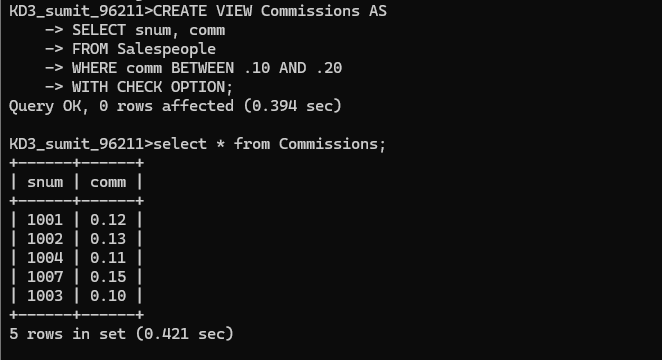 KD3_sumit_96211>CREATE VIEW Commissions AS
    -> SELECT snum, comm
    -> FROM Salespeople
    -> WHERE comm BETWEEN .10 AND .20
    -> WITH CHECK OPTION;
Query OK, 0 rows affected (0.394 sec)

KD3_sumit_96211>select * from Commissions;
+------+------+
| snum | comm |
+------+------+
| 1001 | 0.12 |
| 1002 | 0.13 |
| 1004 | 0.11 |
| 1007 | 0.15 |
| 1003 | 0.10 |
+------+------+
5 rows in set (0.421 sec)